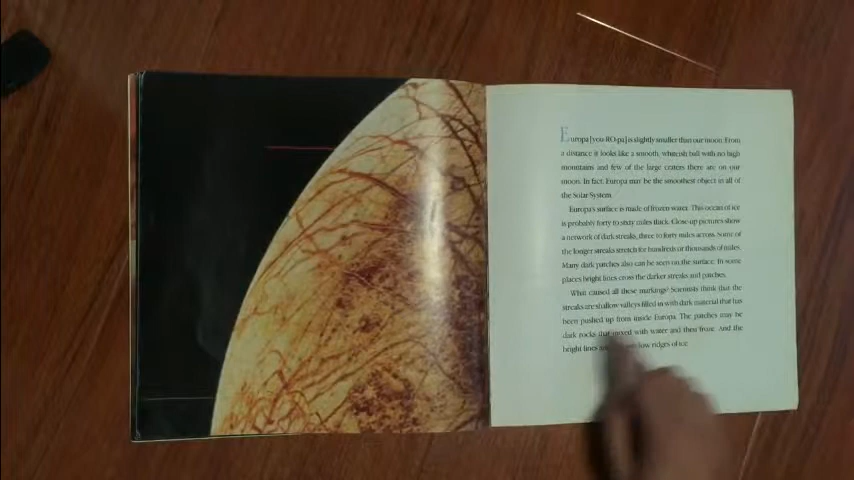 Europa [you-RO-pa] is slightly smaller than our moon. From
a distance it looks like a smooth, whiteish ball with no high
mountains and few of the large craters there are on our
moon. In fact, Europa may be the smoothest object in all of
the Solar System.
Europa's surface is made of frozen water. This ocean of ice
is probably forty to sixty miles thick. Close-up pictures show
a network of dark streaks, three to forty miles across. Some of
the longer streaks stretch for hundreds or thousands of miles.
Many dark patches also can be seen on the surface. In some
places bright lines cross the darker streaks and patches.
What caused all these markings? Scientists think that the
streaks are shallow valleys filled in with dark material that has
been pushed up from inside Europa. The patches may be
dark rocks that mixed with water and then froze. And the
bright lines low ridges of ice.